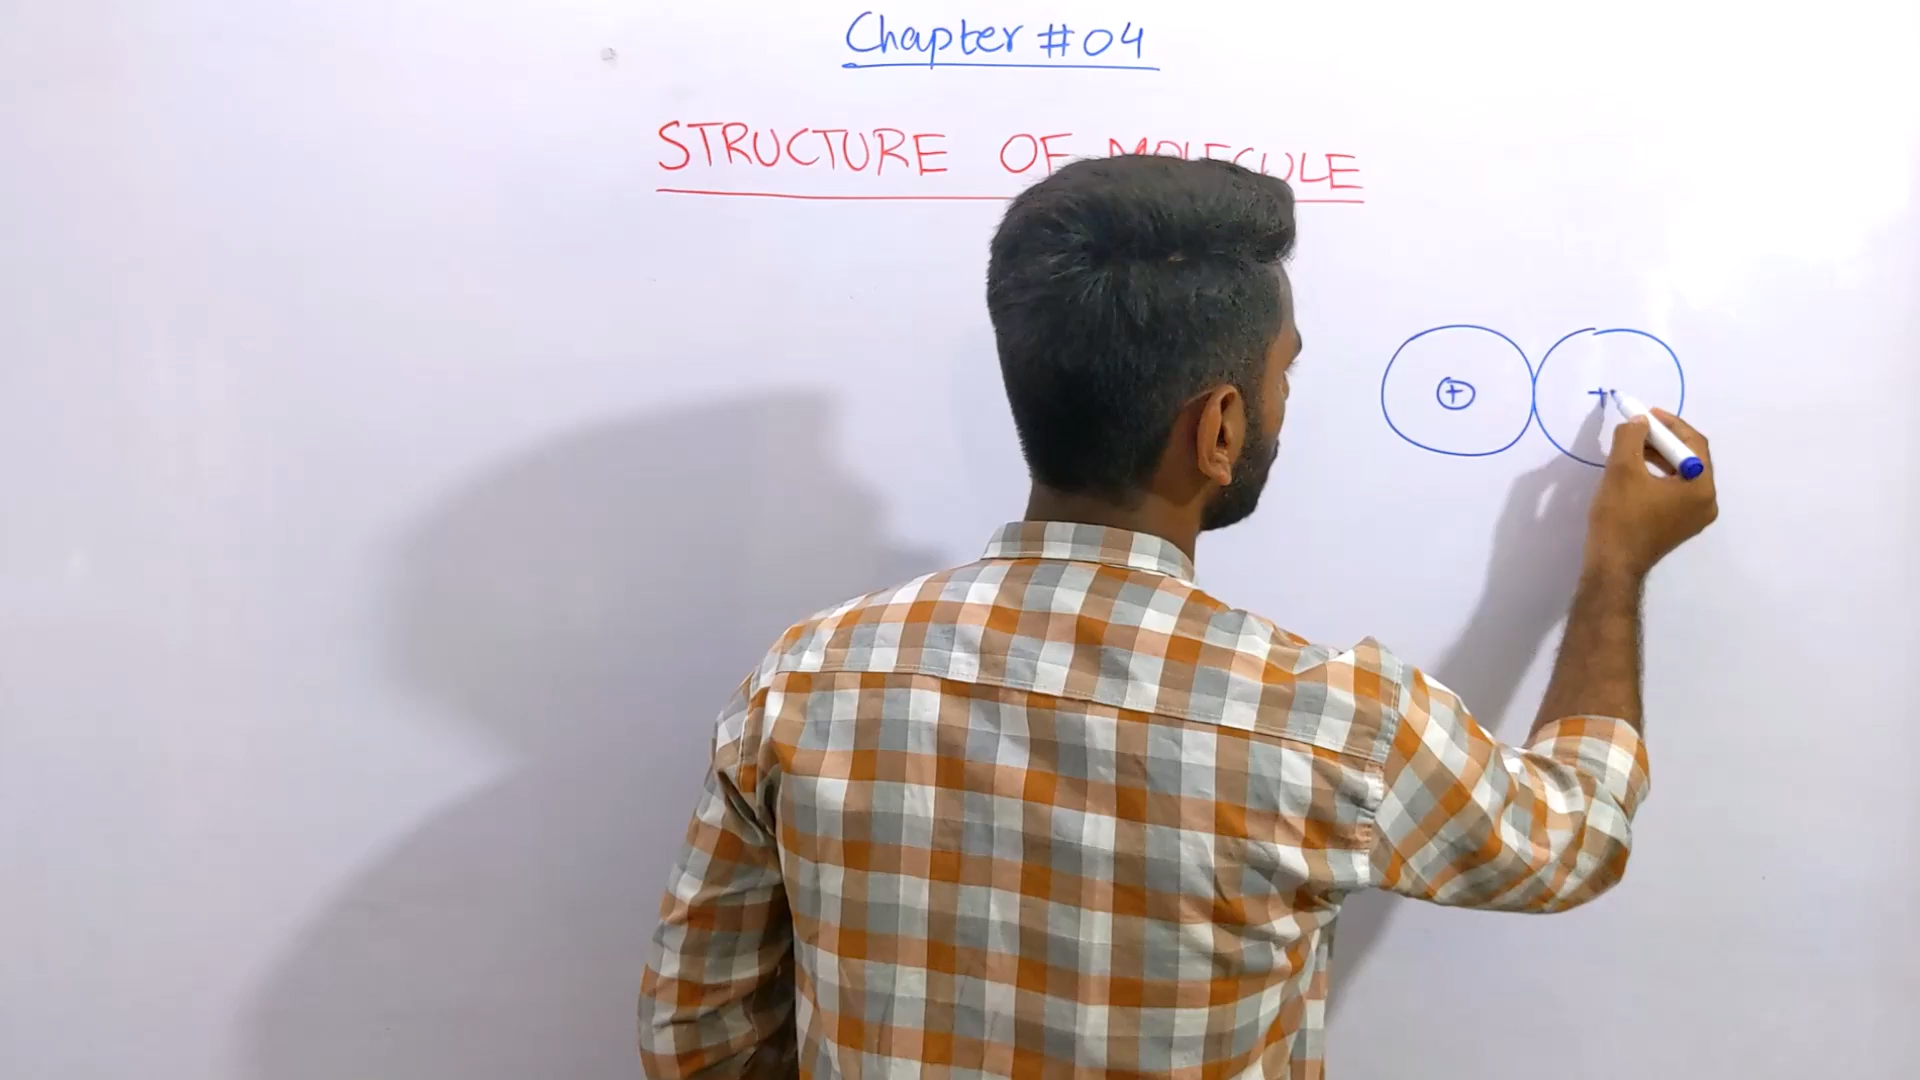 Chapter #04
STRUCTURE OF MOLECULE
+ +